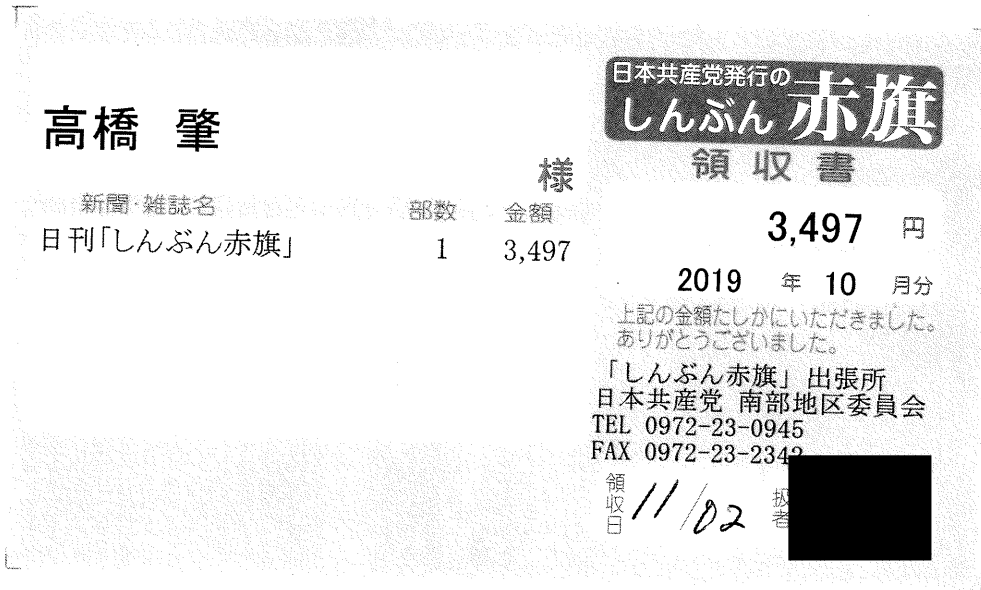 高橋 肇
様
新聞・雑誌名 部数 金額
日刊「しんぶん赤旗」 1 3,497
日本共産党発行の
しんぶん赤旗
領収書
3,497 円
2019 年 10 月分
上記の金額たしかにいただきました。
ありがとうございました。
「しんぶん赤旗」出張所
日本共産党 南部地区委員会
TEL 0972-23-0945
FAX 0972-23-2342
領収日 11/02 扱者